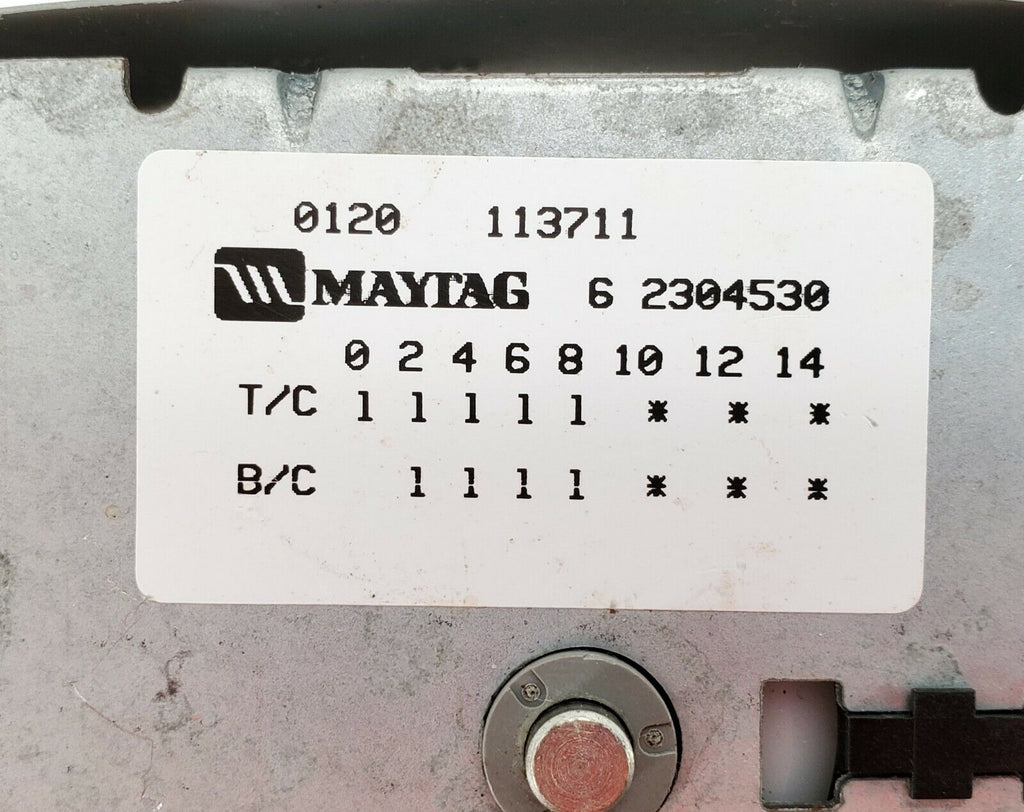 0120 113711
MAYTAG 6 2304530
0 2 4 6 8 10 12 14
T/C 1 1 1 1 1 * * *
B/C 1 1 1 1 * * *